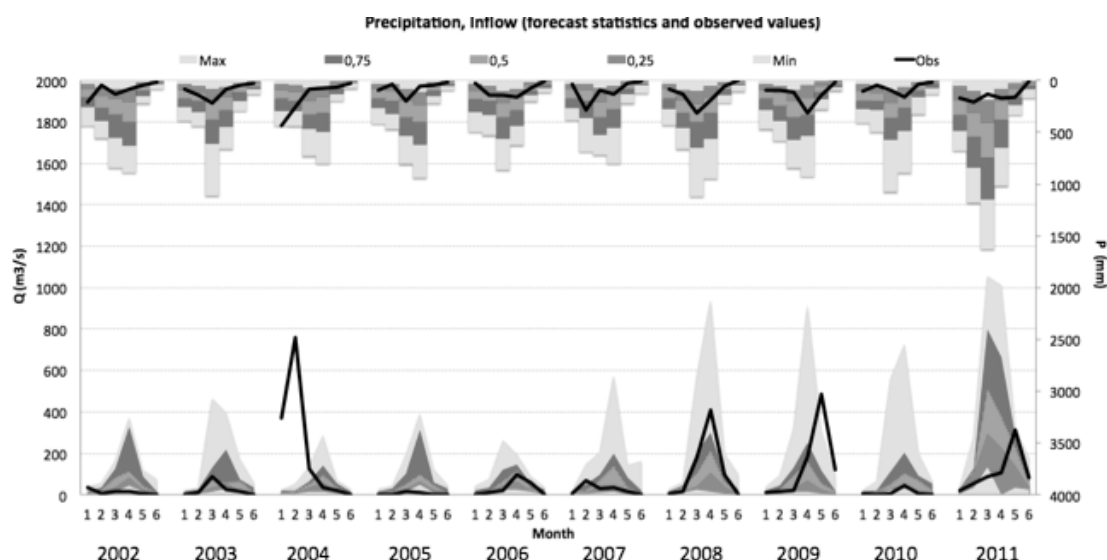 Precipitation, Inflow (forecast statistics and observed values)
Max 0,75 0,5 0,25 Min Obs
2000 0
1800 500
1600
1400 1000
1200 1500
1000 2000
800 2500
600 3000
400
200 3500
0 4000
Q (m3/s)
P (mm)
1 2 3 4 5 6 1 2 3 4 5 6 1 2 3 4 5 6 1 2 3 4 5 6 1 2 3 4 5 6 1 2 3 4 5 6 1 2 3 4 5 6 1 2 3 4 5 6 1 2 3 4 5 6 1 2 3 4 5 6
Month
2002 2003 2004 2005 2006 2007 2008 2009 2010 2011